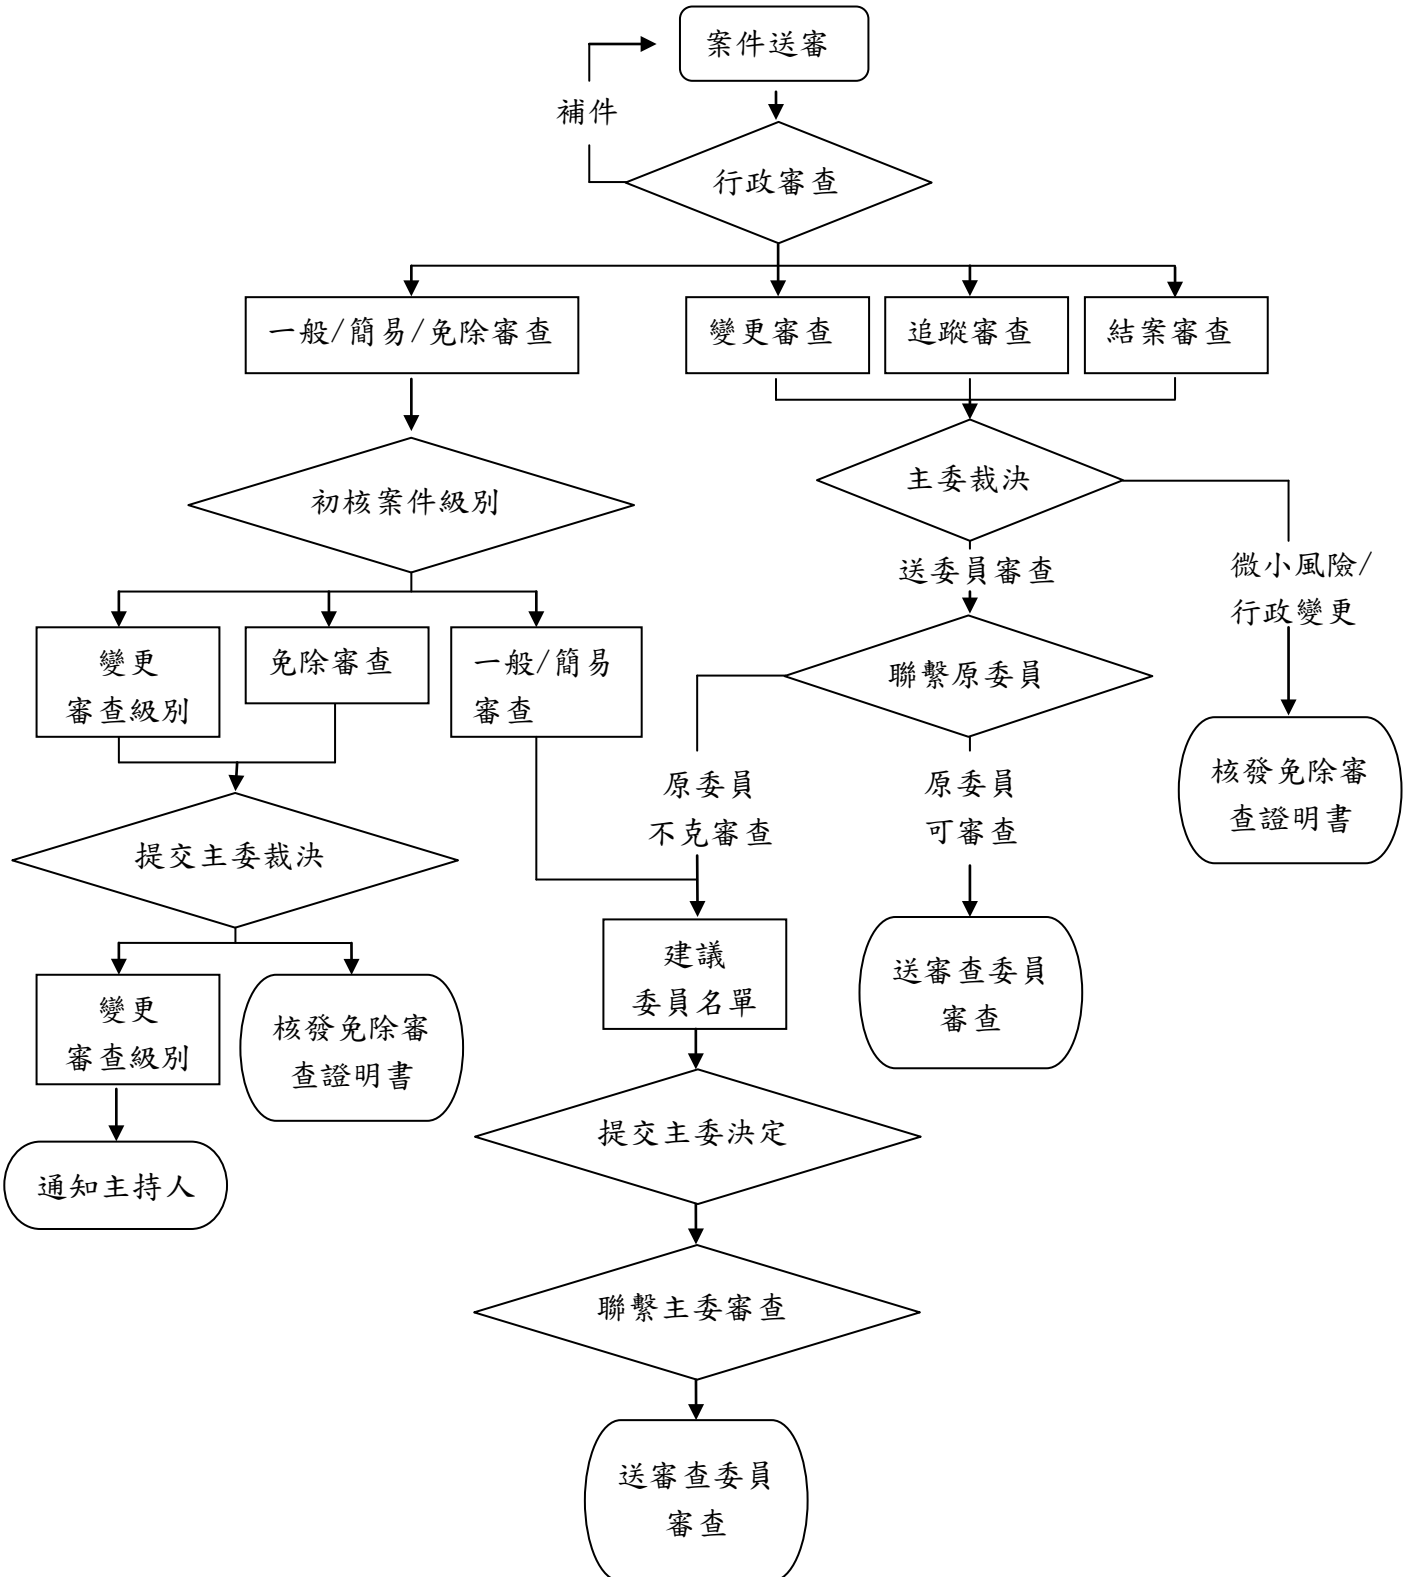 案件送審
補件
行政審查
一般/簡易/免除審查
變更審查
追蹤審查
結案審查
初核案件級別
主委裁決
送委員審查
微小風險/
行政變更
變更
審查級別
免除審查
一般/簡易
審查
聯繫原委員
原委員
不克審查
原委員
可審查
核發免除審
查證明書
提交主委裁決
建議
委員名單
送審查委員
審查
變更
審查級別
核發免除審
查證明書
提交主委決定
通知主持人
聯繫主委審查
送審查委員
審查